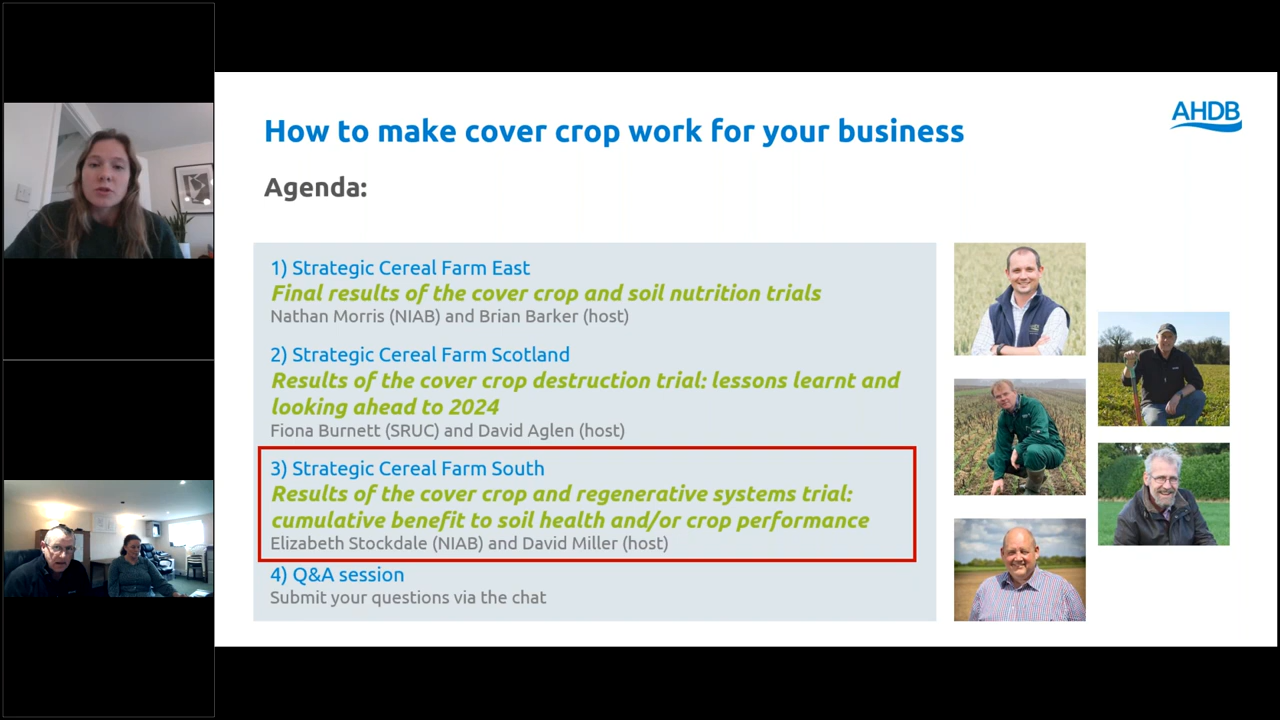 AHDB
How to make cover crop work for your business
Agenda:
1) Strategic Cereal Farm East
Final results of the cover crop and soil nutrition trials
Nathan Morris (NIAB) and Brian Barker (host)
2) Strategic Cereal Farm Scotland
Results of the cover crop destruction trial: lessons learnt and
looking ahead to 2024
Fiona Burnett (SRUC) and David Aglen (host)
3) Strategic Cereal Farm South
Results of the cover crop and regenerative systems trial:
cumulative benefit to soil health and/or crop performance
Elizabeth Stockdale (NIAB) and David Miller (host)
4) Q&A session
Submit your questions via the chat